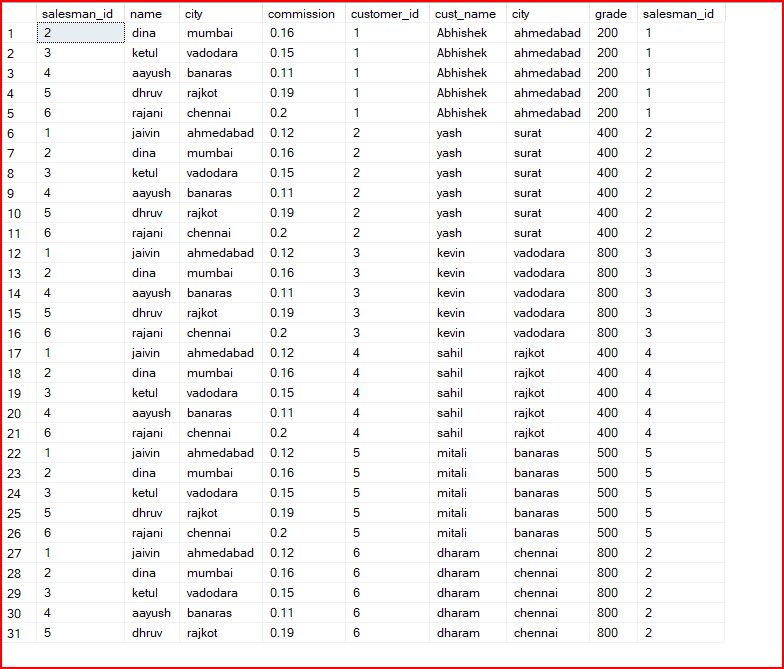 salesman_id name city commission customer_id cust_name city grade salesman_id
1 2 dina mumbai 0.16 1 Abhishek ahmedabad 200 1
2 3 ketul vadodara 0.15 1 Abhishek ahmedabad 200 1
3 4 aayush banaras 0.11 1 Abhishek ahmedabad 200 1
4 5 dhruv rajkot 0.19 1 Abhishek ahmedabad 200 1
5 6 rajani chennai 0.2 1 Abhishek ahmedabad 200 1
6 1 jaivin ahmedabad 0.12 2 yash surat 400 2
7 2 dina mumbai 0.16 2 yash surat 400 2
8 3 ketul vadodara 0.15 2 yash surat 400 2
9 4 aayush banaras 0.11 2 yash surat 400 2
10 5 dhruv rajkot 0.19 2 yash surat 400 2
11 6 rajani chennai 0.2 2 yash surat 400 2
12 1 jaivin ahmedabad 0.12 3 kevin vadodara 800 3
13 2 dina mumbai 0.16 3 kevin vadodara 800 3
14 4 aayush banaras 0.11 3 kevin vadodara 800 3
15 5 dhruv rajkot 0.19 3 kevin vadodara 800 3
16 6 rajani chennai 0.2 3 kevin vadodara 800 3
17 1 jaivin ahmedabad 0.12 4 sahil rajkot 400 4
18 2 dina mumbai 0.16 4 sahil rajkot 400 4
19 3 ketul vadodara 0.15 4 sahil rajkot 400 4
20 4 aayush banaras 0.11 4 sahil rajkot 400 4
21 6 rajani chennai 0.2 4 sahil rajkot 400 4
22 1 jaivin ahmedabad 0.12 5 mitali banaras 500 5
23 2 dina mumbai 0.16 5 mitali banaras 500 5
24 3 ketul vadodara 0.15 5 mitali banaras 500 5
25 5 dhruv rajkot 0.19 5 mitali banaras 500 5
26 6 rajani chennai 0.2 5 mitali banaras 500 5
27 1 jaivin ahmedabad 0.12 6 dharam chennai 800 2
28 2 dina mumbai 0.16 6 dharam chennai 800 2
29 3 ketul vadodara 0.15 6 dharam chennai 800 2
30 4 aayush banaras 0.11 6 dharam chennai 800 2
31 5 dhruv rajkot 0.19 6 dharam chennai 800 2